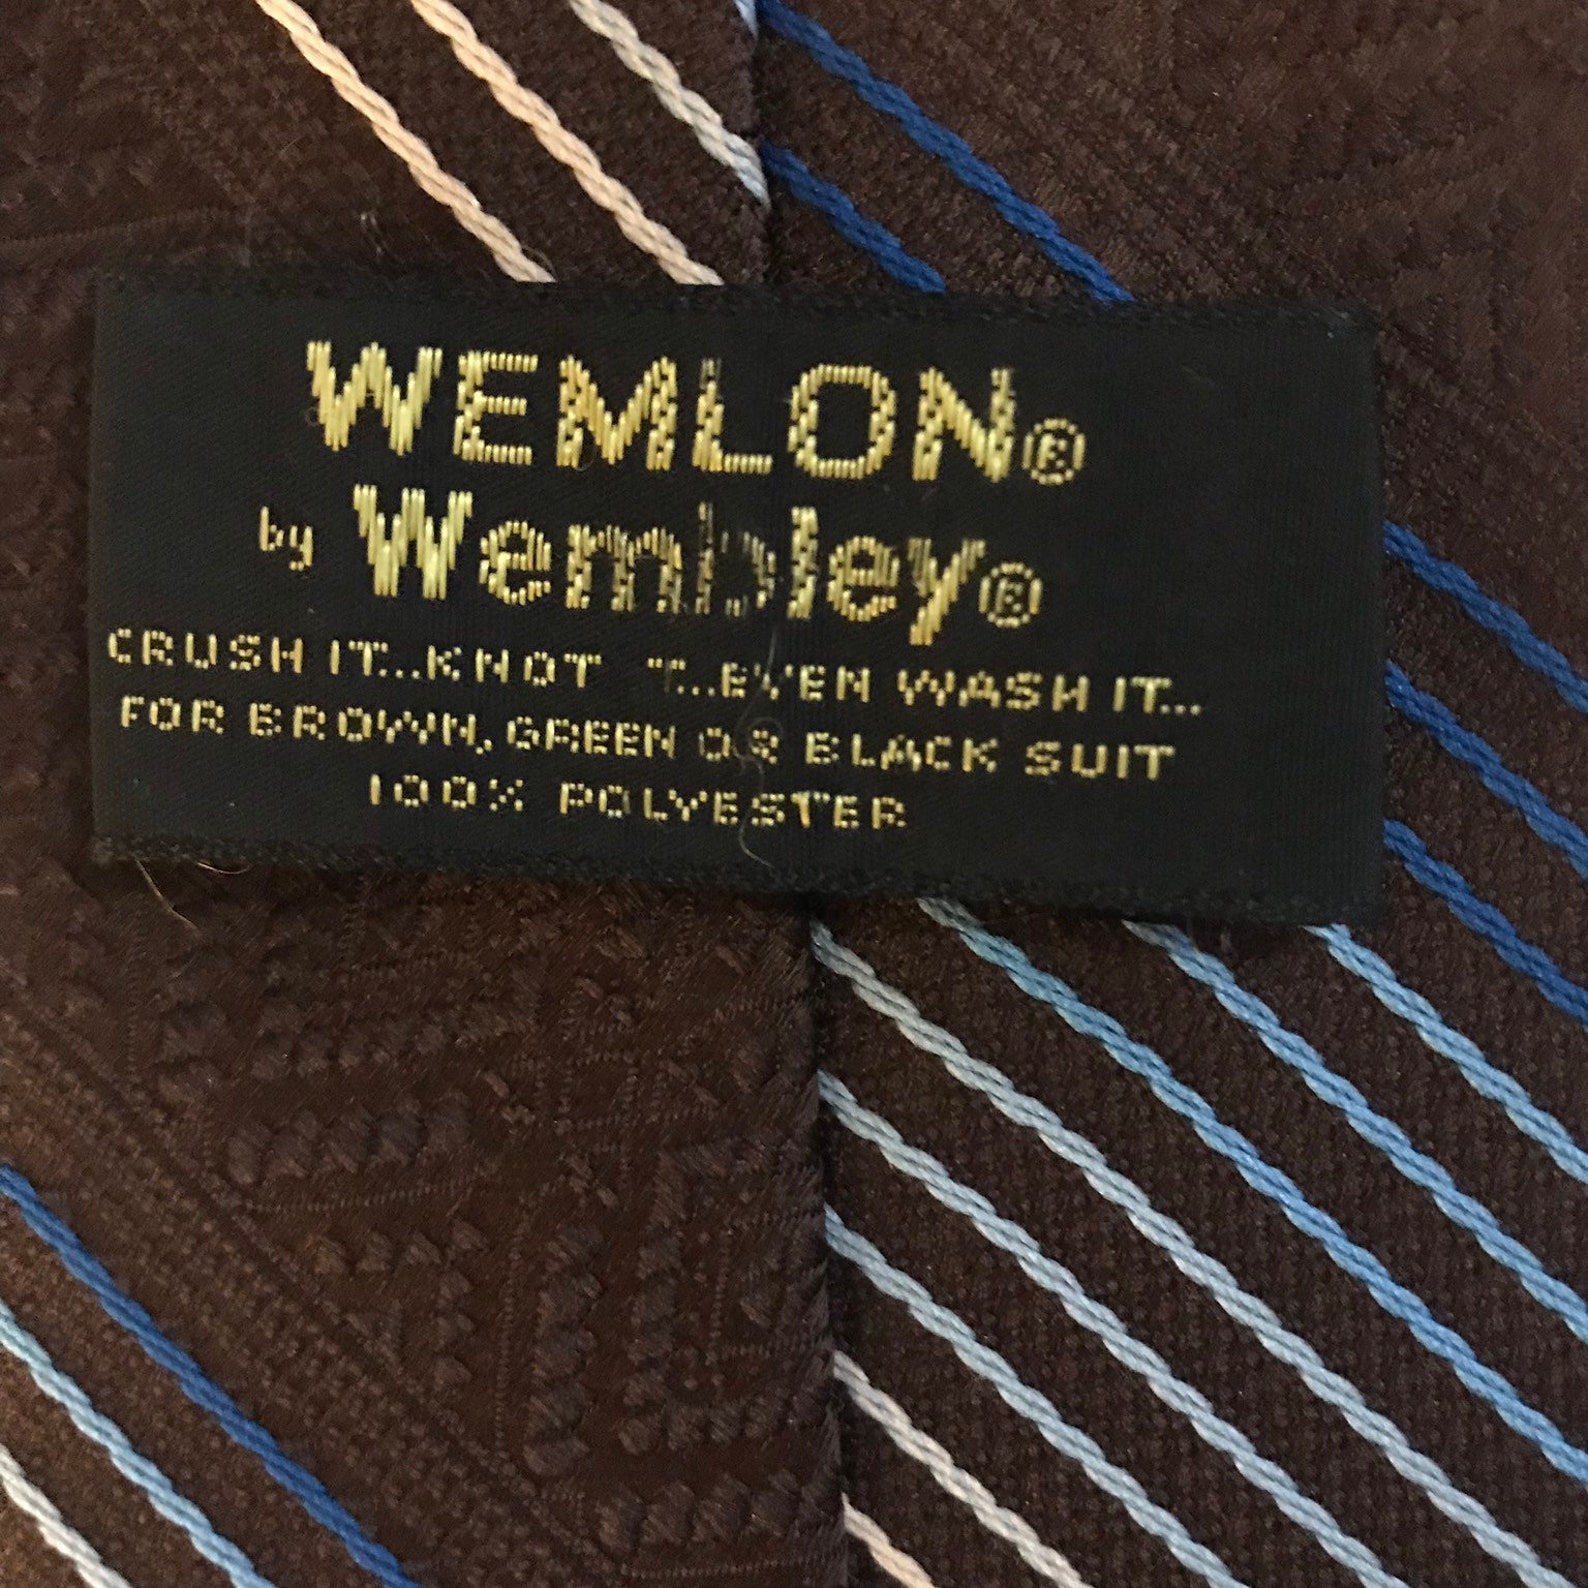 WEMLON®
by Wembley®
CRUSH IT...KNOT IT...EVEN WASH IT...
FOR BROWN, GREEN OR BLACK SUIT
100% POLYESTER